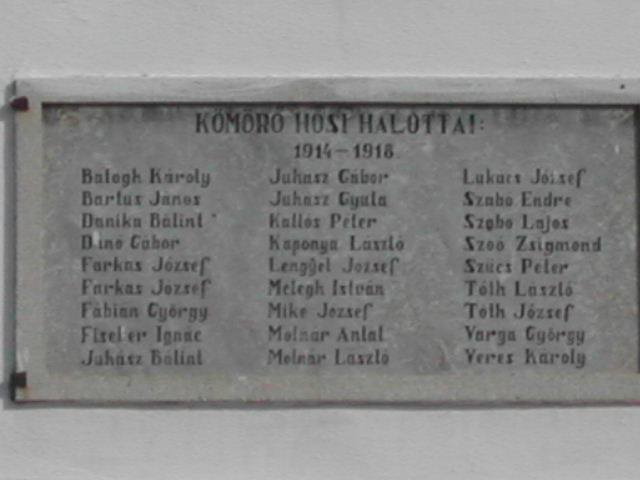 KÖMÖRŐ HŐSI HALOTTAI:
1914-1918.
Balogh Károly
Bartus János
Danika Bálint
Dinó Gábor
Farkas József
Farkas József
Fábián György
Fischer Ignác
Juhász Bálint
Juhász Gábor
Juhász Gyula
Kallós Péter
Kaponya László
Lengyel József
Melegh István
Mike József
Molnár Antal
Molnár László
Lukács József
Szabó Endre
Szabó Lajos
Szoó Zsigmond
Szücs Péter
Tóth László
Tóth József
Varga György
Veres Károly